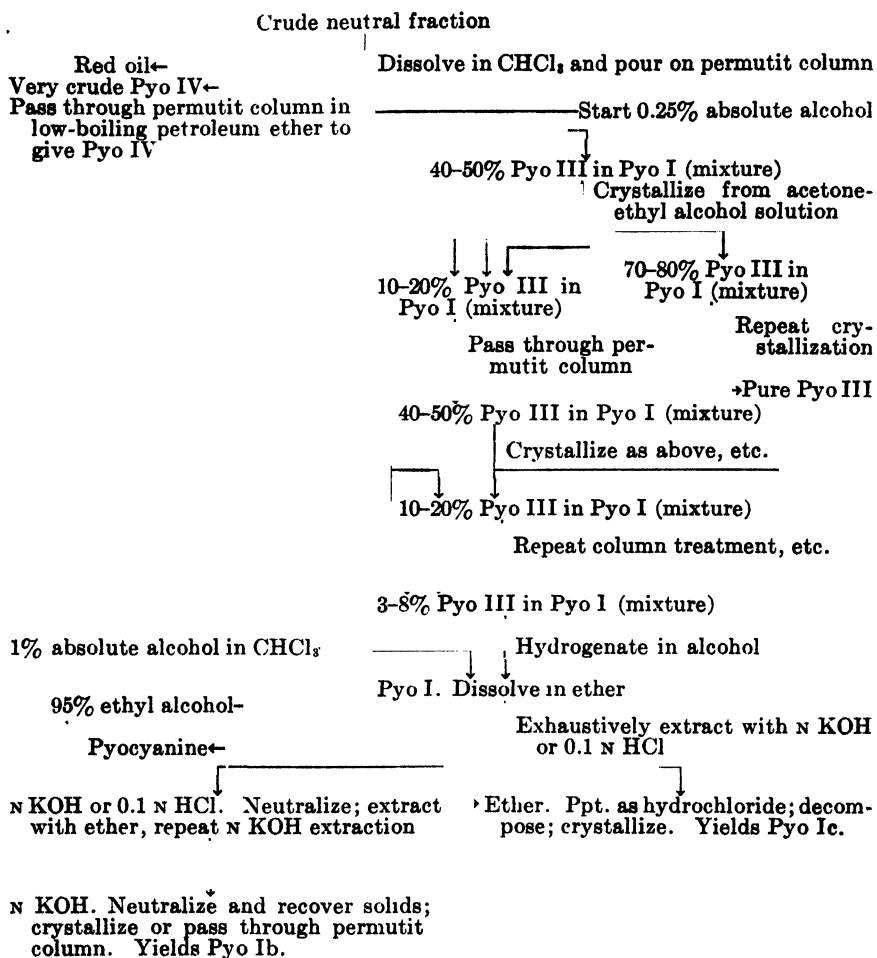 Crude neutral fraction
Red oil←
Dissolve in CHCl₃ and pour on permutit column
Very crude Pyo IV←
Pass through permutit column in
low-boiling petroleum ether to
give Pyo IV
Start 0.25% absolute alcohol
40–50% Pyo III in Pyo I (mixture)
Crystallize from acetone-
ethyl alcohol solution
10–20% Pyo III in
Pyo I (mixture)
70–80% Pyo III in
Pyo I (mixture)
Repeat cry-
stallization
Pass through per-
mutit column
→Pure Pyo III
40–50% Pyo III in Pyo I (mixture)
Crystallize as above, etc.
10–20% Pyo III in Pyo I (mixture)
Repeat column treatment, etc.
3–8% Pyo III in Pyo I (mixture)
1% absolute alcohol in CHCl₃
Hydrogenate in alcohol
Pyo I. Dissolve in ether
95% ethyl alcohol–
Exhaustively extract with N KOH
or 0.1 N HCl
Pyocyanine←
N KOH or 0.1 N HCl. Neutralize; extract
with ether, repeat N KOH extraction
Ether. Ppt. as hydrochloride; decom-
pose; crystallize. Yields Pyo Ic.
N KOH. Neutralize and recover solids;
crystallize or pass through permutit
column. Yields Pyo Ib.